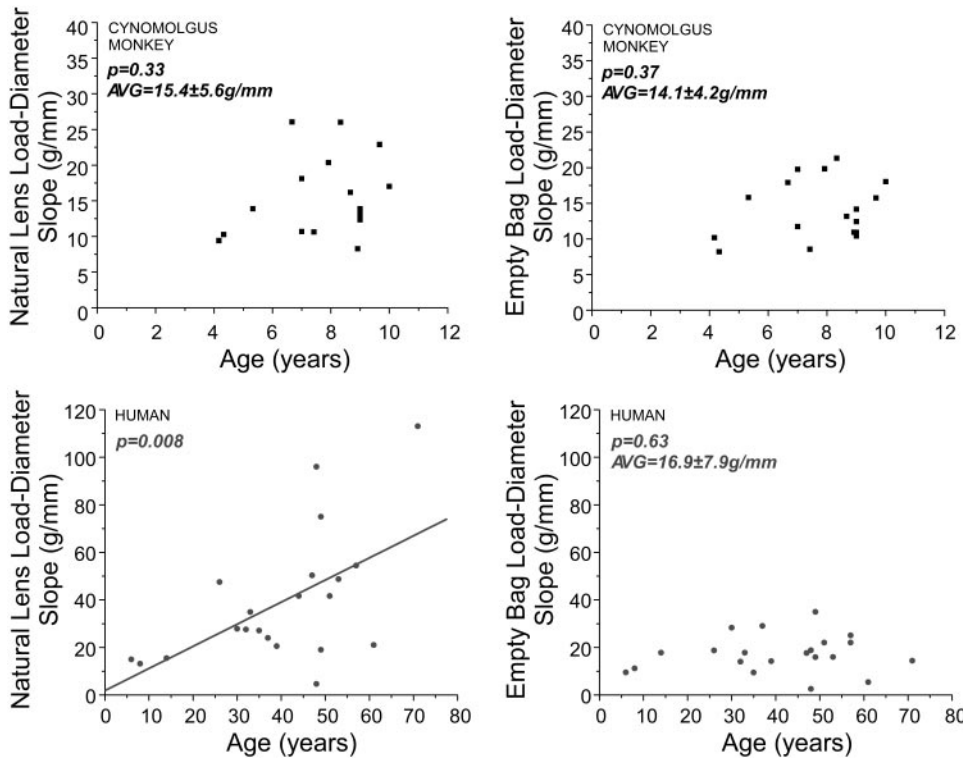 CYNOMOLGUS
MONKEY
p=0.33
AVG=15.4±5.6g/mm
Natural Lens Load-Diameter
Slope (g/mm)
40
35
30
25
20
15
10
5
0
0 2 4 6 8 10 12
Age (years)
CYNOMOLGUS
MONKEY
p=0.37
AVG=14.1±4.2g/mm
Empty Bag Load-Diameter
Slope (g/mm)
40
35
30
25
20
15
10
5
0
0 2 4 6 8 10 12
Age (years)
HUMAN
p=0.008
Natural Lens Load-Diameter
Slope (g/mm)
120
100
80
60
40
20
0
0 10 20 30 40 50 60 70 80
Age (years)
HUMAN
p=0.63
AVG=16.9±7.9g/mm
Empty Bag Load-Diameter
Slope (g/mm)
120
100
80
60
40
20
0
0 10 20 30 40 50 60 70 80
Age (years)